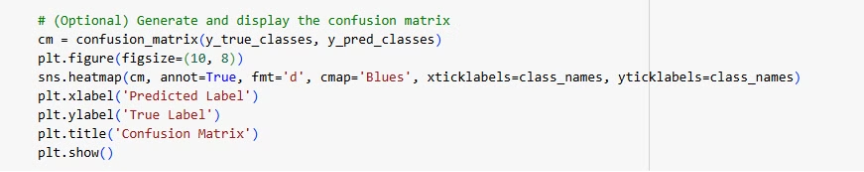 # (Optional) Generate and display the confusion matrix
cm = confusion_matrix(y_true_classes, y_pred_classes)
plt.figure(figsize=(10, 8))
sns.heatmap(cm, annot=True, fmt='d', cmap='Blues', xticklabels=class_names, yticklabels=class_names)
plt.xlabel('Predicted Label')
plt.ylabel('True Label')
plt.title('Confusion Matrix')
plt.show()